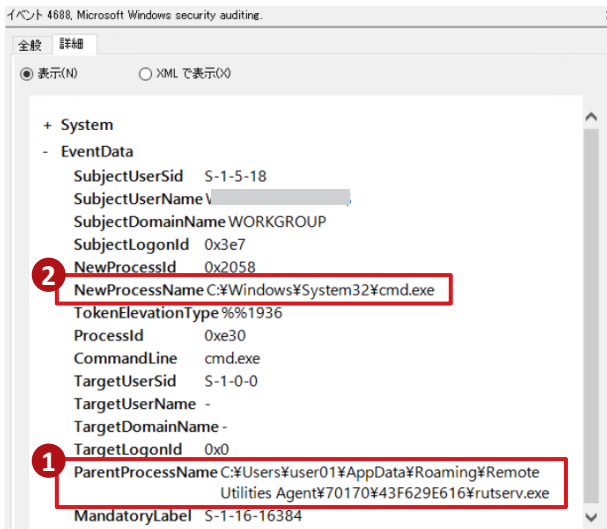 イベント 4688, Microsoft Windows security auditing.
全般 詳細
表示(N) XML で表示(X)
+ System
- EventData
SubjectUserSid S-1-5-18
SubjectUserName
SubjectDomainName WORKGROUP
SubjectLogonId 0x3e7
NewProcessId 0x2058
2
NewProcessName C:¥Windows¥System32¥cmd.exe
TokenElevationType %%1936
ProcessId 0xe30
CommandLine cmd.exe
TargetUserSid S-1-0-0
TargetUserName -
TargetDomainName -
TargetLogonId 0x0
1
ParentProcessName C:¥Users¥user01¥AppData¥Roaming¥Remote
Utilities Agent¥70170¥43F629E616¥rutserv.exe
MandatoryLabel S-1-16-16384